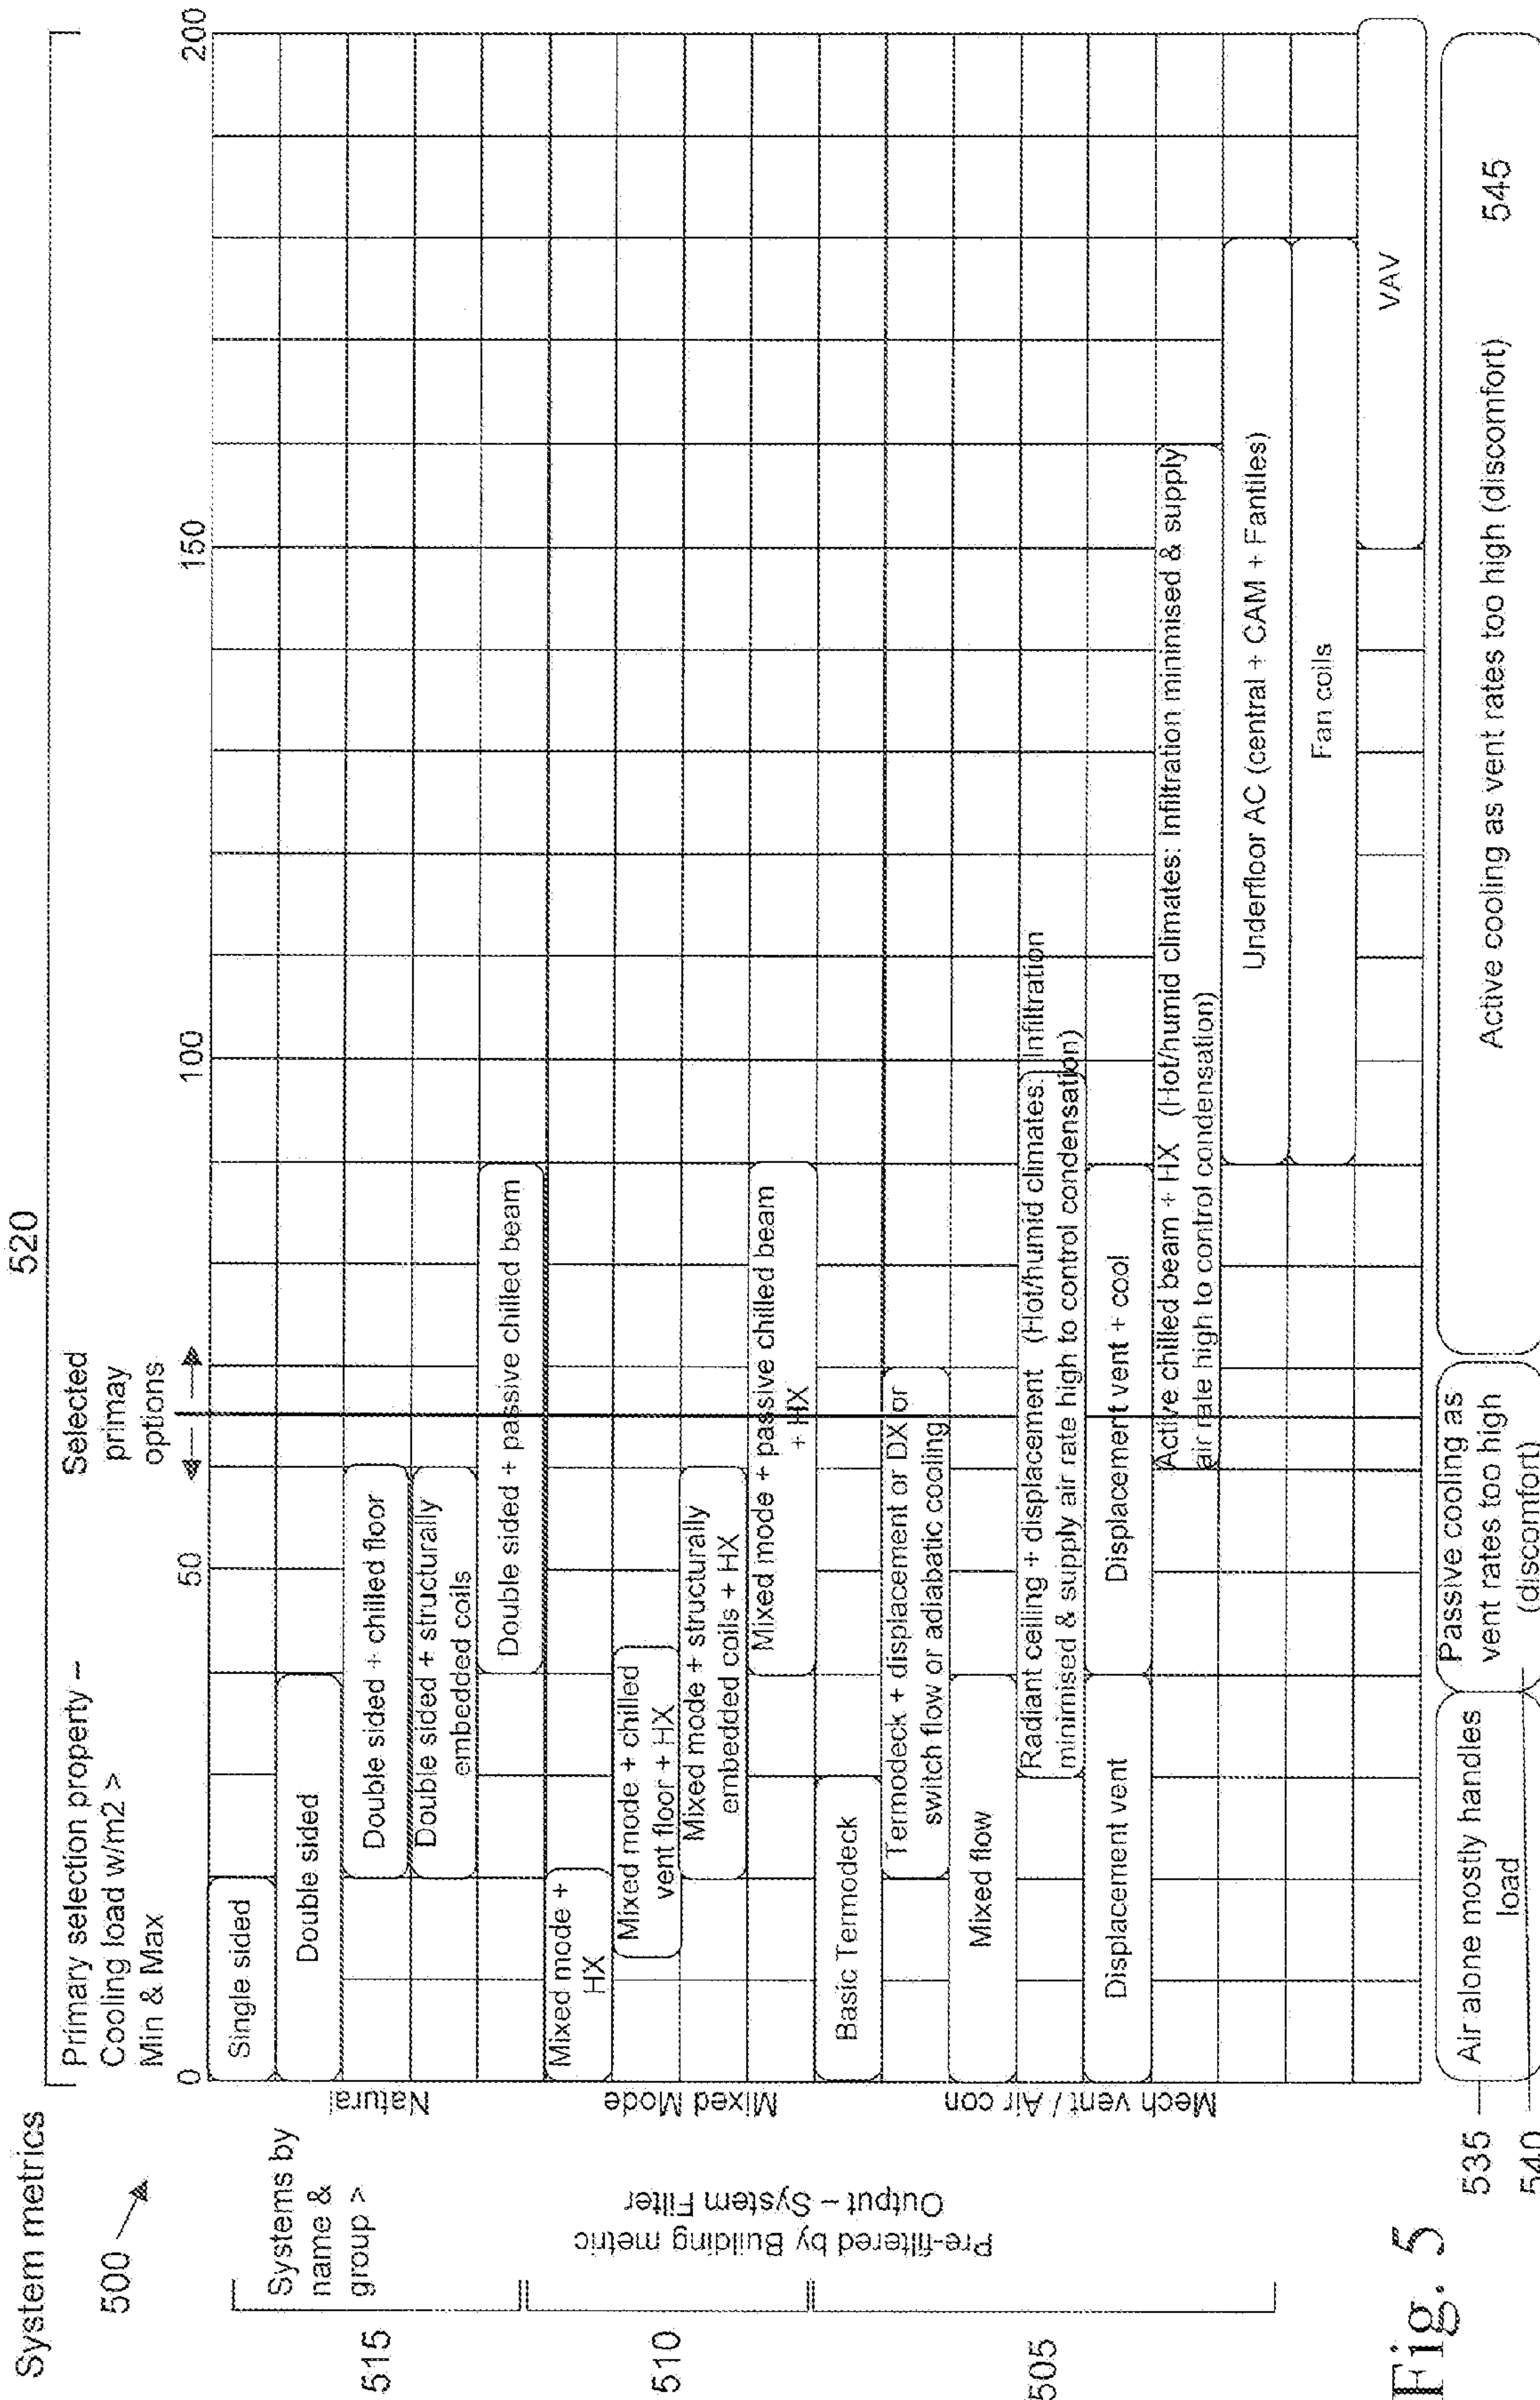 System metrics
520
500
Primary selection property –
Cooling load w/m2 >
Min & Max
Selected
primay
options
0
50
100
150
200
515
510
505
Systems by
name &
group >
Pre-filtered by Building metric
Output – System Filter
Natural
Single sided
Double sided
Double sided + chilled floor
Double sided + structurally
embedded coils
Double sided + passive chilled beam
Mixed Mode
Mixed mode +
HX
Mixed mode + chilled
vent floor + HX
Mixed mode + structurally
embedded coils + HX
Mixed mode + passive chilled beam
+ HX
Mech vent / Air con
Basic Termodeck
Termodeck + displacement or DX or
switch flow or adiabatic cooling
Mixed flow
Radiant ceiling + displacement (Hot/humid climates: Infiltration
minimised & supply air rate high to control condensation)
Displacement vent
Displacement vent + cool
Active chilled beam + HX (Hot/humid climates: Infiltration minimised & supply
air rate high to control condensation)
Underfloor AC (central + CAM + Fantiles)
Fan coils
VAV
535
Air alone mostly handles
load
540
Passive cooling as
vent rates too high
(discomfort)
Active cooling as vent rates too high (discomfort)
545
Fig. 5